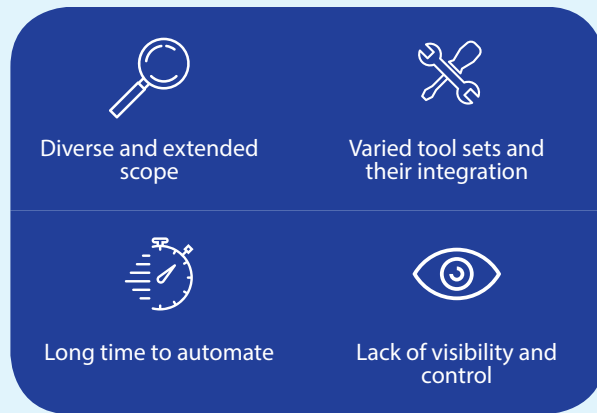 Diverse and extended
scope
Varied tool sets and
their integration
Long time to automate
Lack of visibility and
control